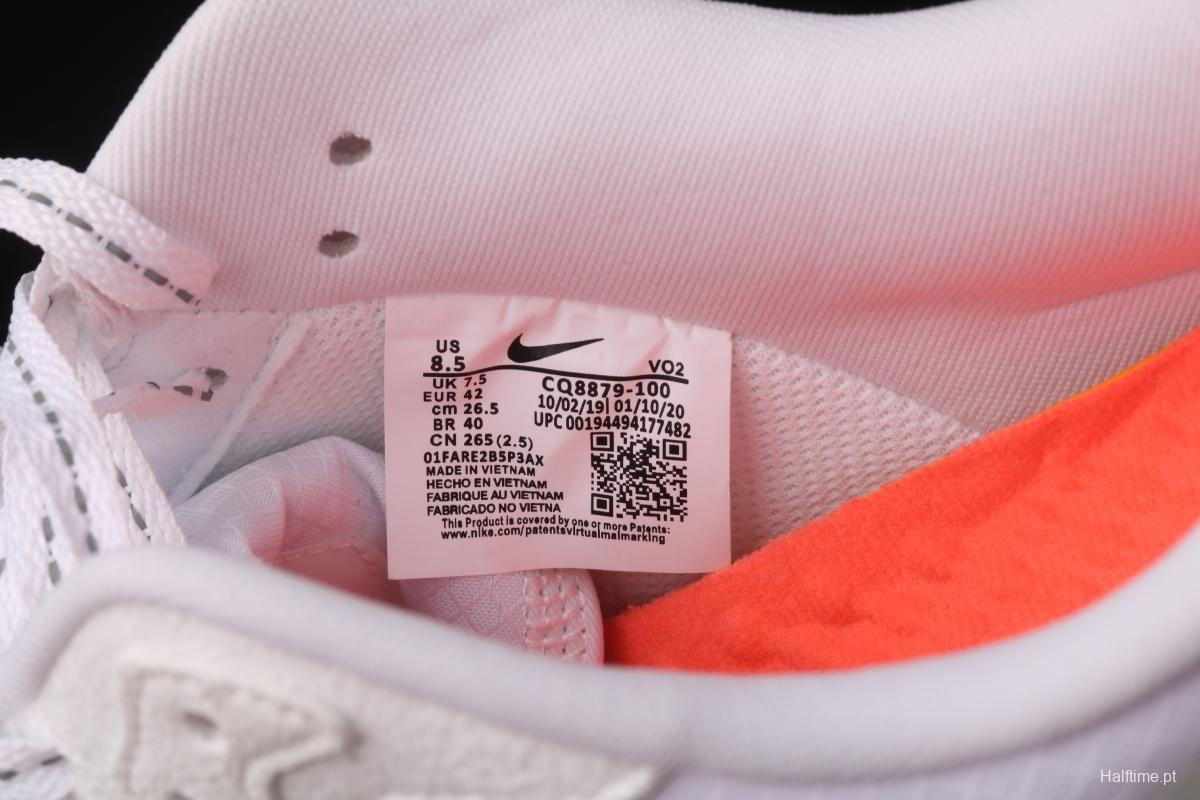 US
8.5
VO2
UK 7.5
EUR 42
cm 26.5
BR 40
CN 265(2.5)
01FARE2B5P3AX
MADE IN VIETNAM
HECHO EN VIETNAM
FABRIQUE AU VIETNAM
FABRICADO NO VIETNA
CQ8879-100
10/02/19| 01/10/20
UPC 00194494177482
This Product is covered by one or more Patents:
www.nike.com/patentsvirtualmalmarking
Halftime.pt